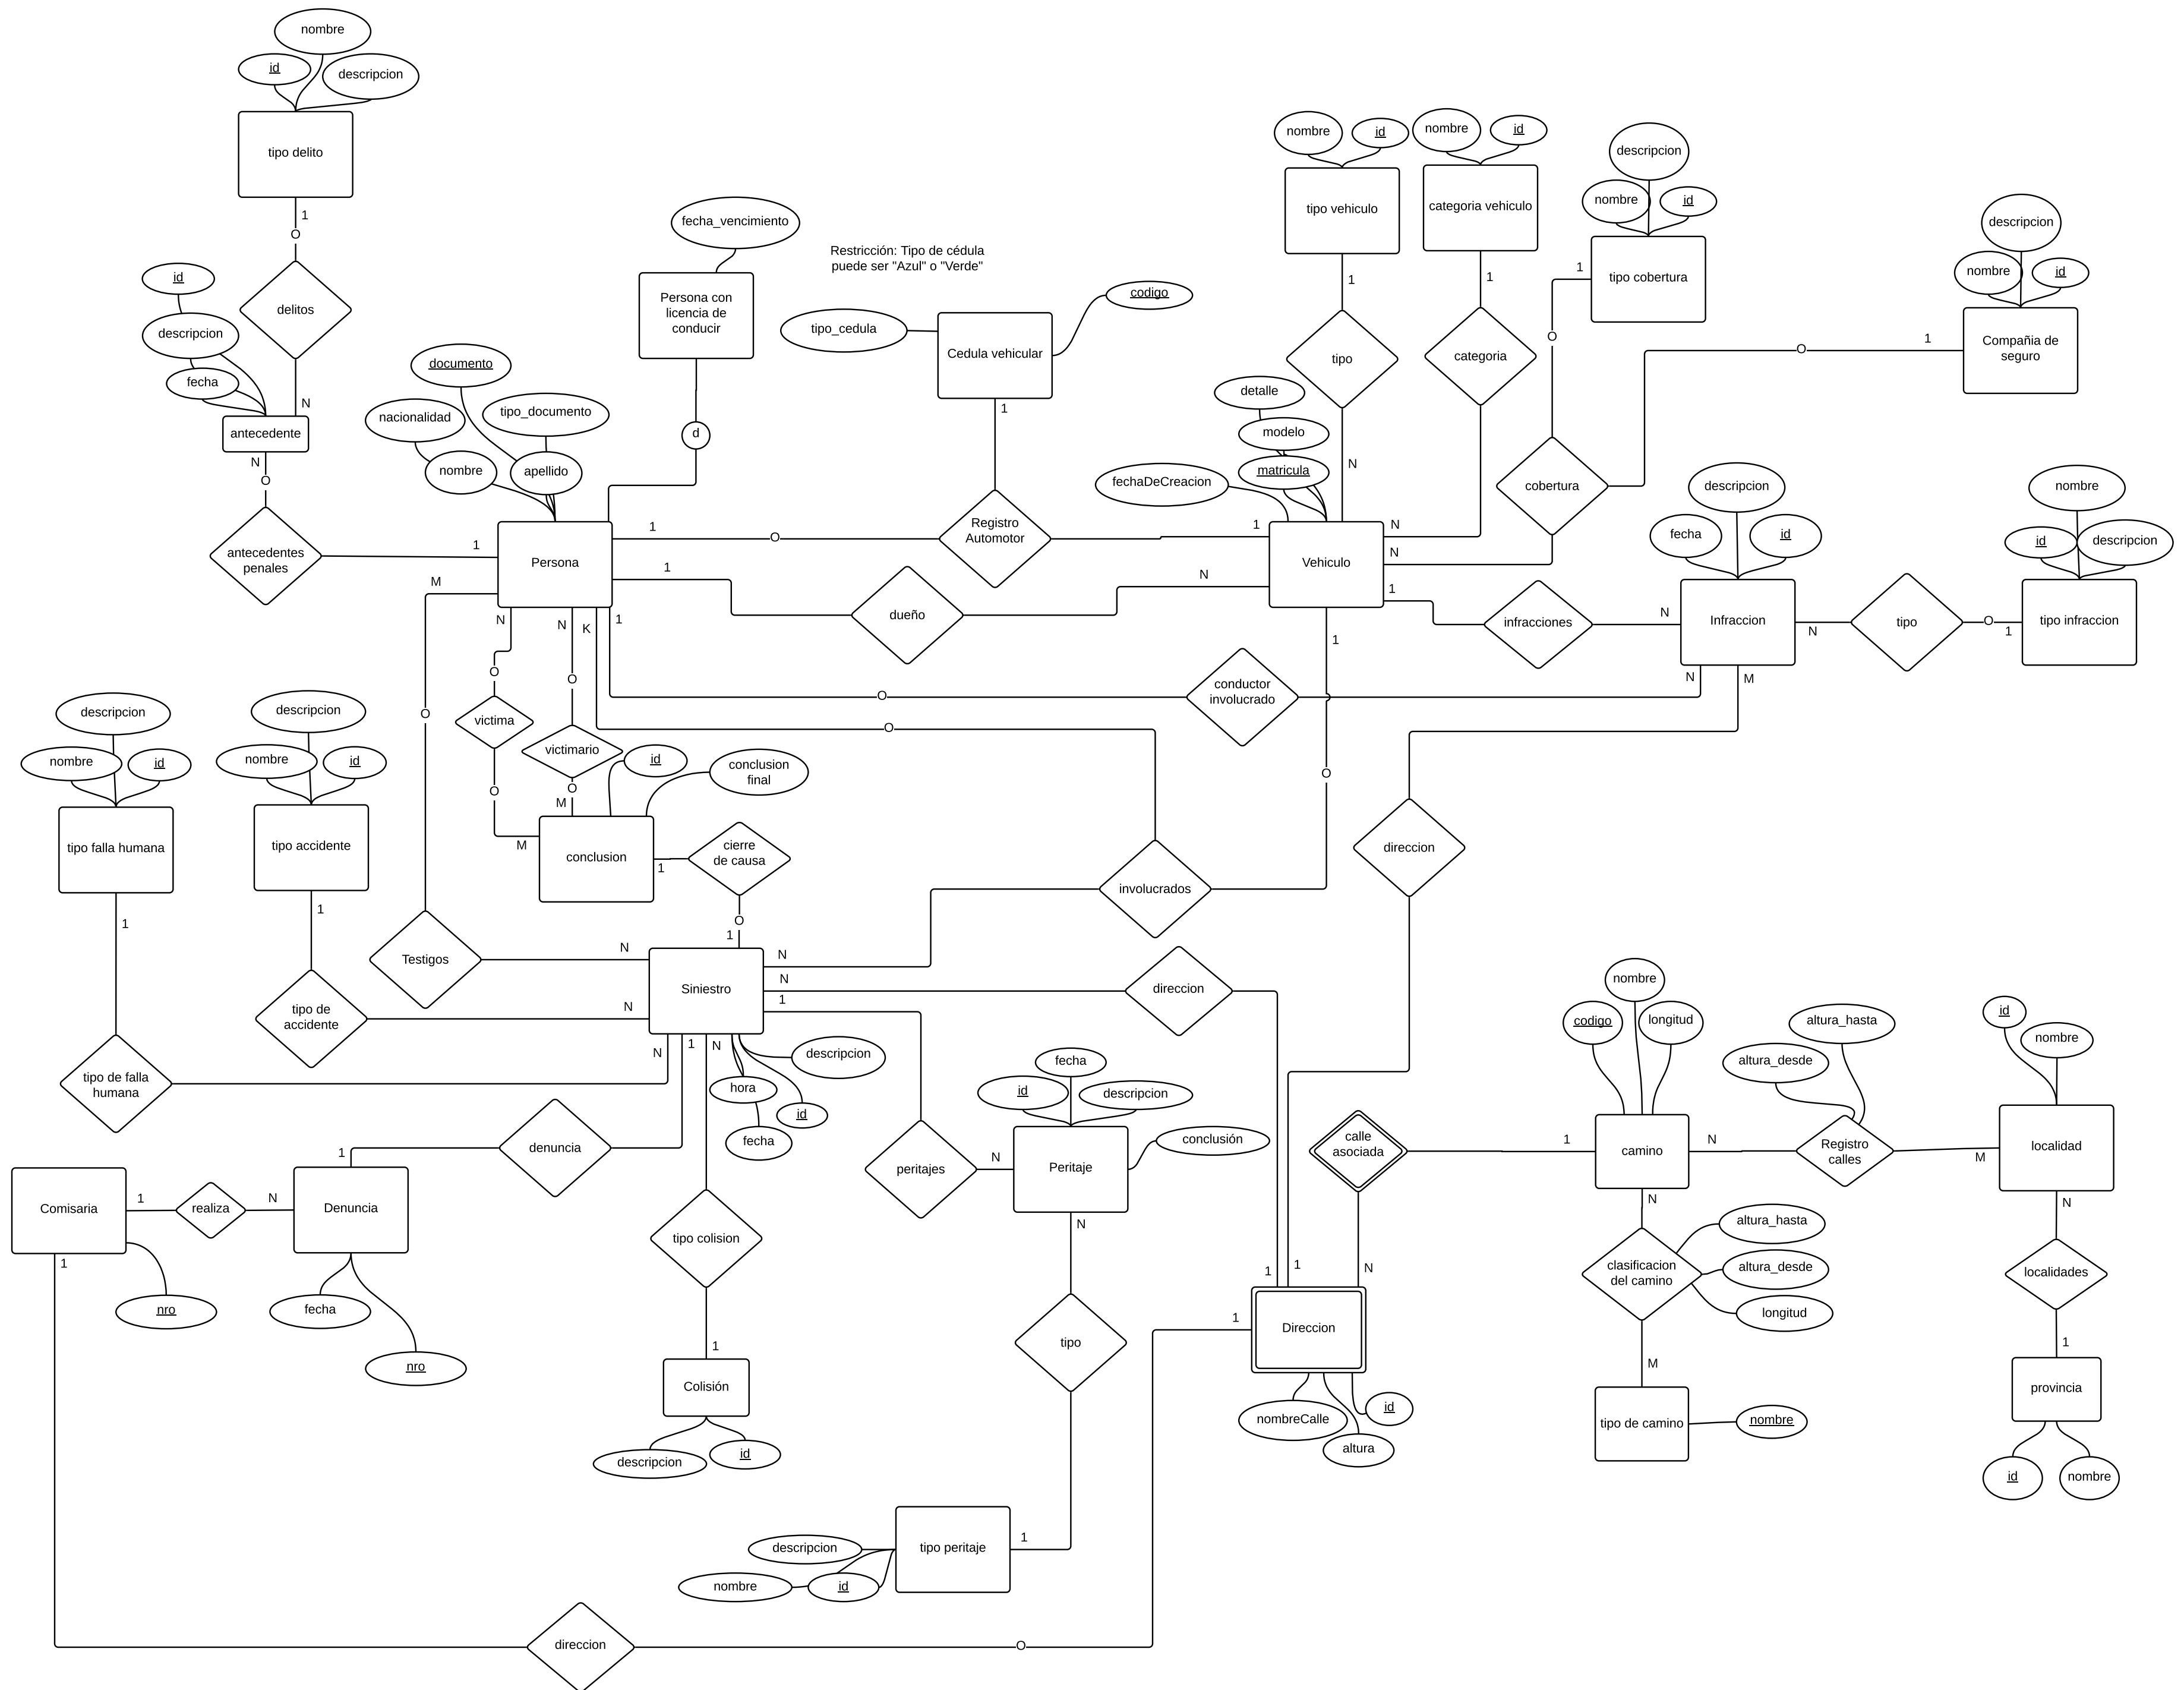 nombre
id
descripcion
tipo delito
1
O
delitos
N
id
descripcion
fecha
antecedente
N
O
antecedentes
penales
1
fecha_vencimiento
Persona con
licencia de
conducir
d
Restricción: Tipo de cédula
puede ser "Azul" o "Verde"
tipo_cedula
codigo
Cedula vehicular
1
documento
nacionalidad
tipo_documento
nombre
apellido
Persona
1
O
Registro
Automotor
1
1
dueño
N
nombre
id
tipo vehiculo
1
tipo
N
nombre
id
categoria vehiculo
1
categoria
N
descripcion
nombre
id
tipo cobertura
1
O
cobertura
N
descripcion
nombre
id
Compañia de
seguro
1
O
detalle
modelo
matricula
fechaDeCreacion
Vehiculo
1
infracciones
N
descripcion
fecha
id
Infraccion
N
tipo
O
1
nombre
id
descripcion
tipo infraccion
M
O
N
O
victima
O
M
N
O
victimario
O
M
K
O
1
O
conductor
involucrado
N
M
direccion
1
1
O
involucrados
N
id
conclusion
final
conclusion
1
cierre
de causa
O
1
descripcion
nombre
id
tipo falla humana
1
tipo de falla
humana
N
descripcion
nombre
id
tipo accidente
1
tipo de
accidente
N
Testigos
N
Siniestro
N
direccion
1
1
peritajes
N
1
denuncia
1
N
tipo colision
1
Colisión
descripcion
id
hora
fecha
id
descripcion
Comisaria
1
realiza
N
Denuncia
nro
fecha
nro
1
direccion
O
1
id
fecha
descripcion
conclusión
Peritaje
N
tipo
1
tipo peritaje
descripcion
nombre
id
calle
asociada
1
N
Direccion
nombreCalle
altura
id
nombre
codigo
longitud
camino
N
Registro
calles
M
altura_desde
altura_hasta
id
nombre
localidad
N
localidades
1
provincia
id
nombre
N
clasificacion
del camino
altura_hasta
altura_desde
longitud
M
tipo de camino
nombre